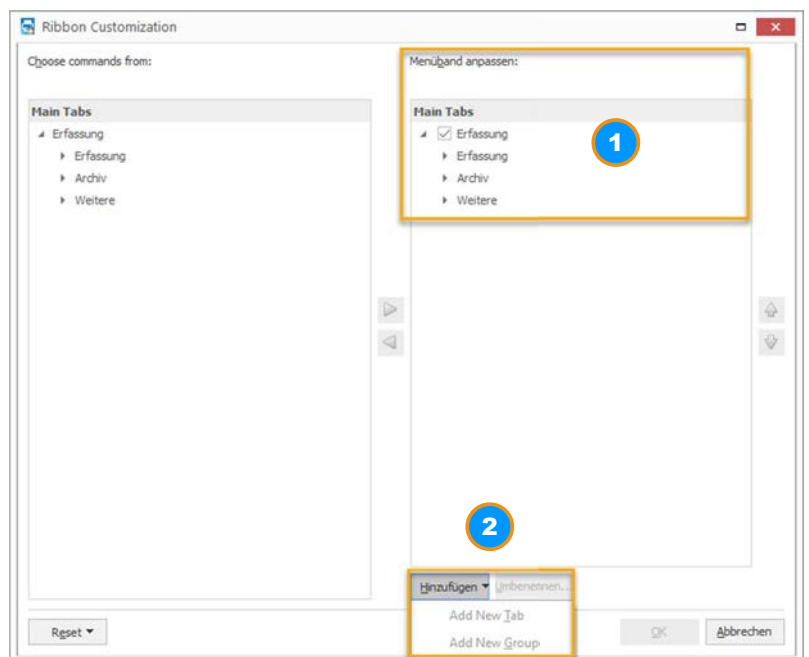 Ribbon Customization
Choose commands from:
Menüband anpassen:
Main Tabs
Erfassung
Erfassung
Archiv
Weitere
Main Tabs
Erfassung
Erfassung
Archiv
Weitere
1
2
Hinzufügen Umbenennen...
Add New Tab
Add New Group
Reset
OK
Abbrechen